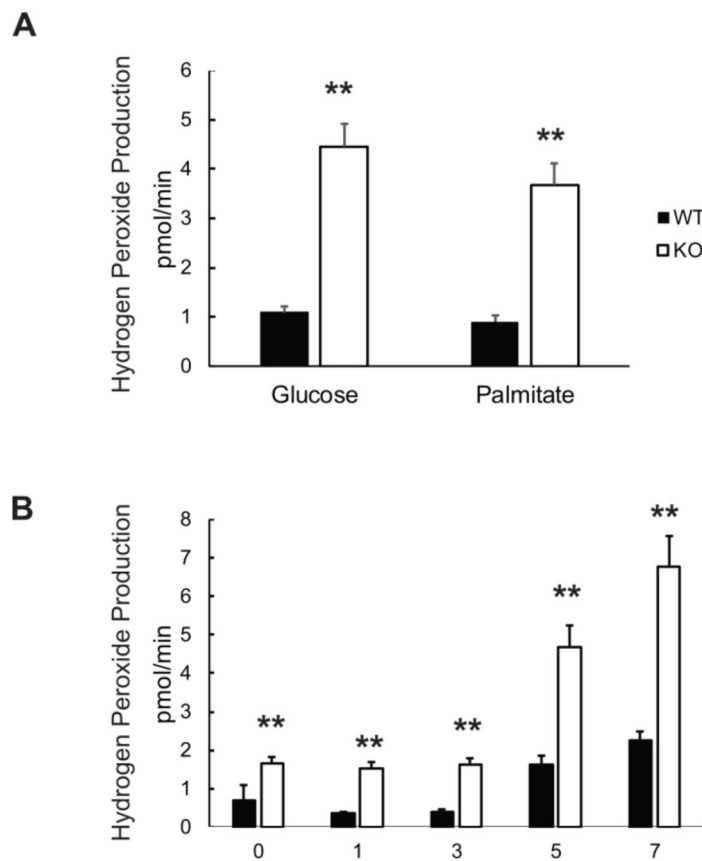 A
Hydrogen Peroxide Production
pmol/min
6
5
4
3
2
1
0
**
**
WT
KO
Glucose
Palmitate
B
Hydrogen Peroxide Production
pmol/min
8
7
6
5
4
3
2
1
0
**
**
**
**
**
0
1
3
5
7